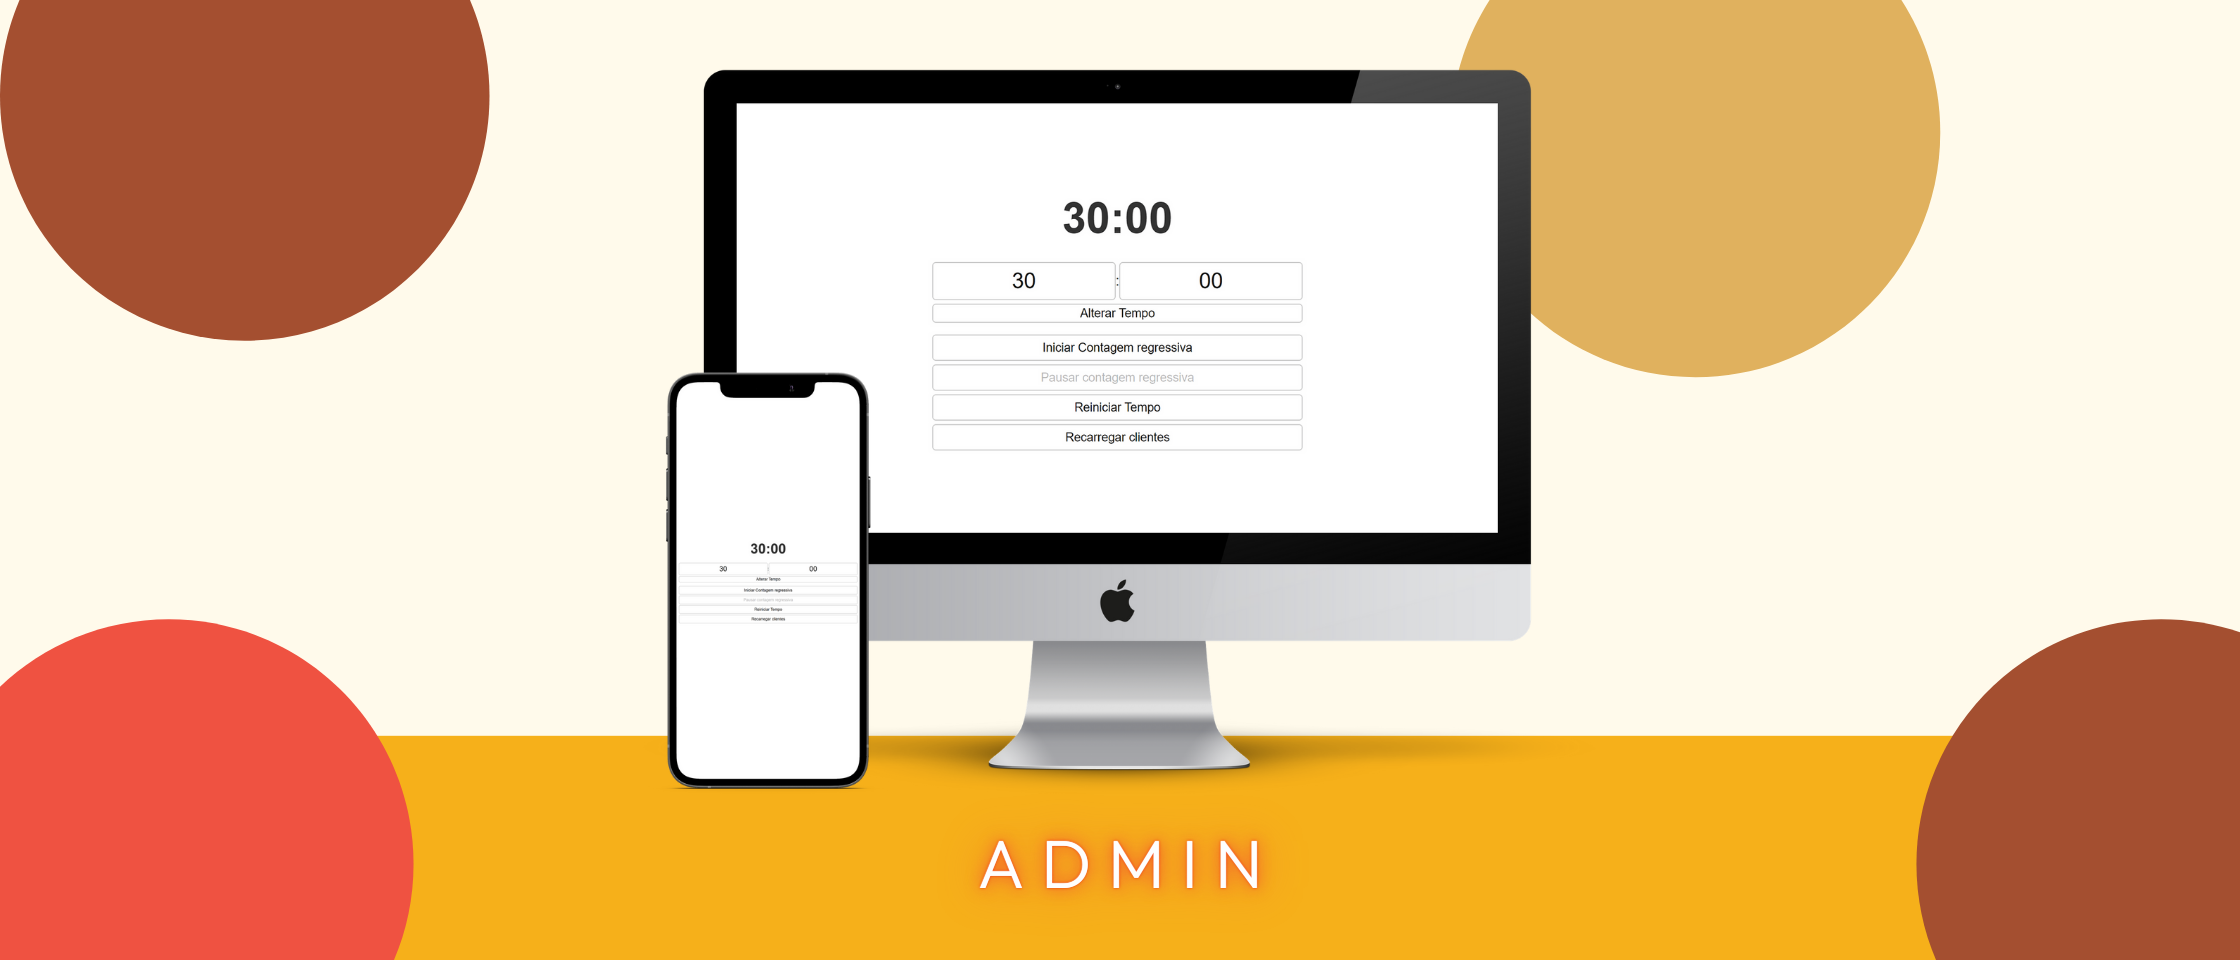 30:00
30 : 00
Alterar Tempo
Iniciar Contagem regressiva
Pausar contagem regressiva
Reiniciar Tempo
Recarregar clientes
30:00
30 : 00
Alterar Tempo
Iniciar Contagem regressiva
Pausar contagem regressiva
Reiniciar Tempo
Recarregar clientes
ADMIN